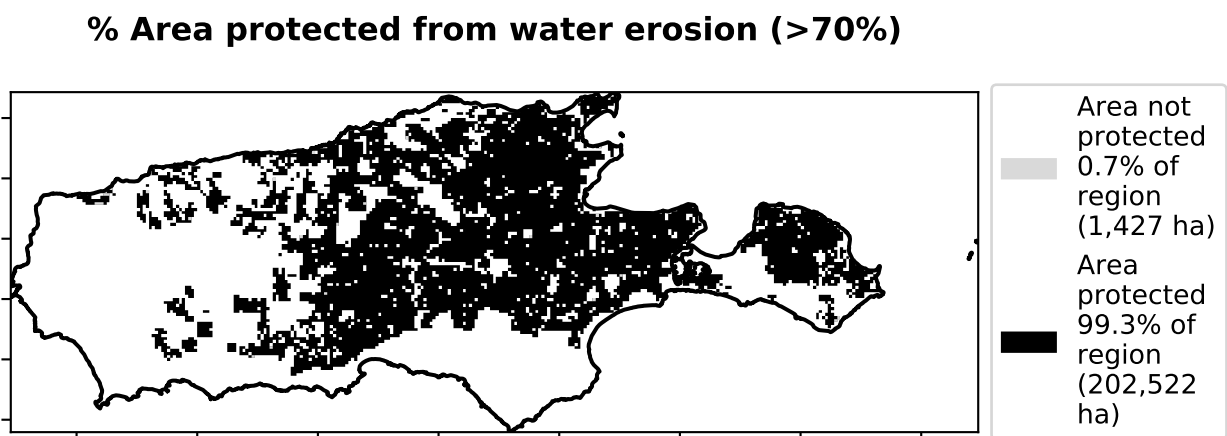 % Area protected from water erosion (>70%)
Area not
protected
0.7% of
region
(1,427 ha)
Area
protected
99.3% of
region
(202,522
ha)